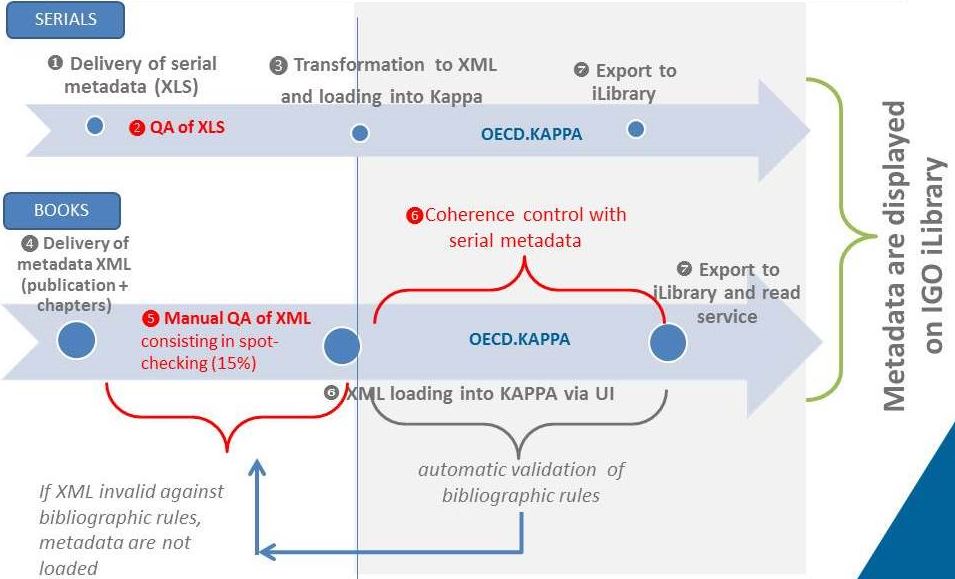 SERIALS
❶ Delivery of serial
metadata (XLS)
❷ QA of XLS
❸ Transformation to XML
and loading into Kappa
OECD.KAPPA
❼ Export to
iLibrary
BOOKS
❹ Delivery of
metadata XML
(publication +
chapters)
❺ Manual QA of XML
consisting in spot-
checking (15%)
❻ XML loading into KAPPA via UI
❻Coherence control with
serial metadata
OECD.KAPPA
❼ Export to
iLibrary and read
service
automatic validation of
bibliographic rules
If XML invalid against
bibliographic rules,
metadata are not
loaded
Metadata are displayed
on IGO iLibrary